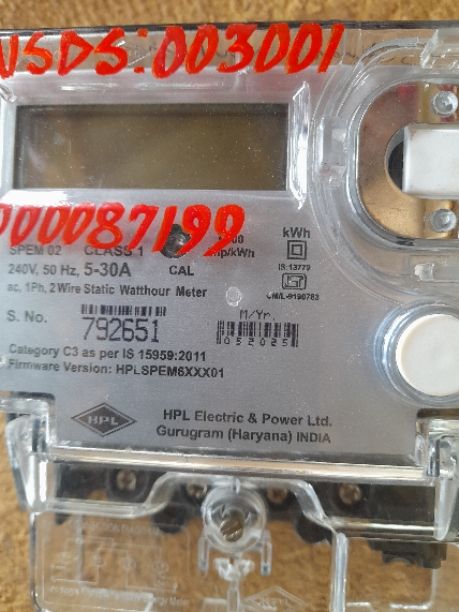 NSDS:003001
000087199
kWh
SPEM 02 CLASS 1
240V, 50 Hz, 5-30A CAL
IS:13779
CM/L-9190783
ac, 1Ph, 2 Wire Static Watthour Meter
S. No. 792651
M/Yr.
052025
Category C3 as per IS 15959:2011
Firmware Version: HPLSPEM6XXX01
HPL
HPL Electric & Power Ltd.
Gurugram (Haryana) INDIA